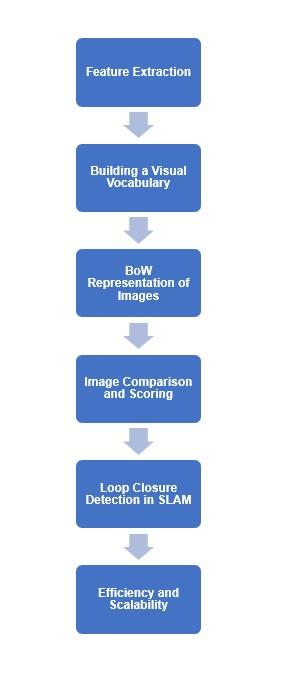 Feature Extraction
Building a Visual
Vocabulary
BoW
Representation of
Images
Image Comparison
and Scoring
Loop Closure
Detection in SLAM
Efficiency and
Scalability